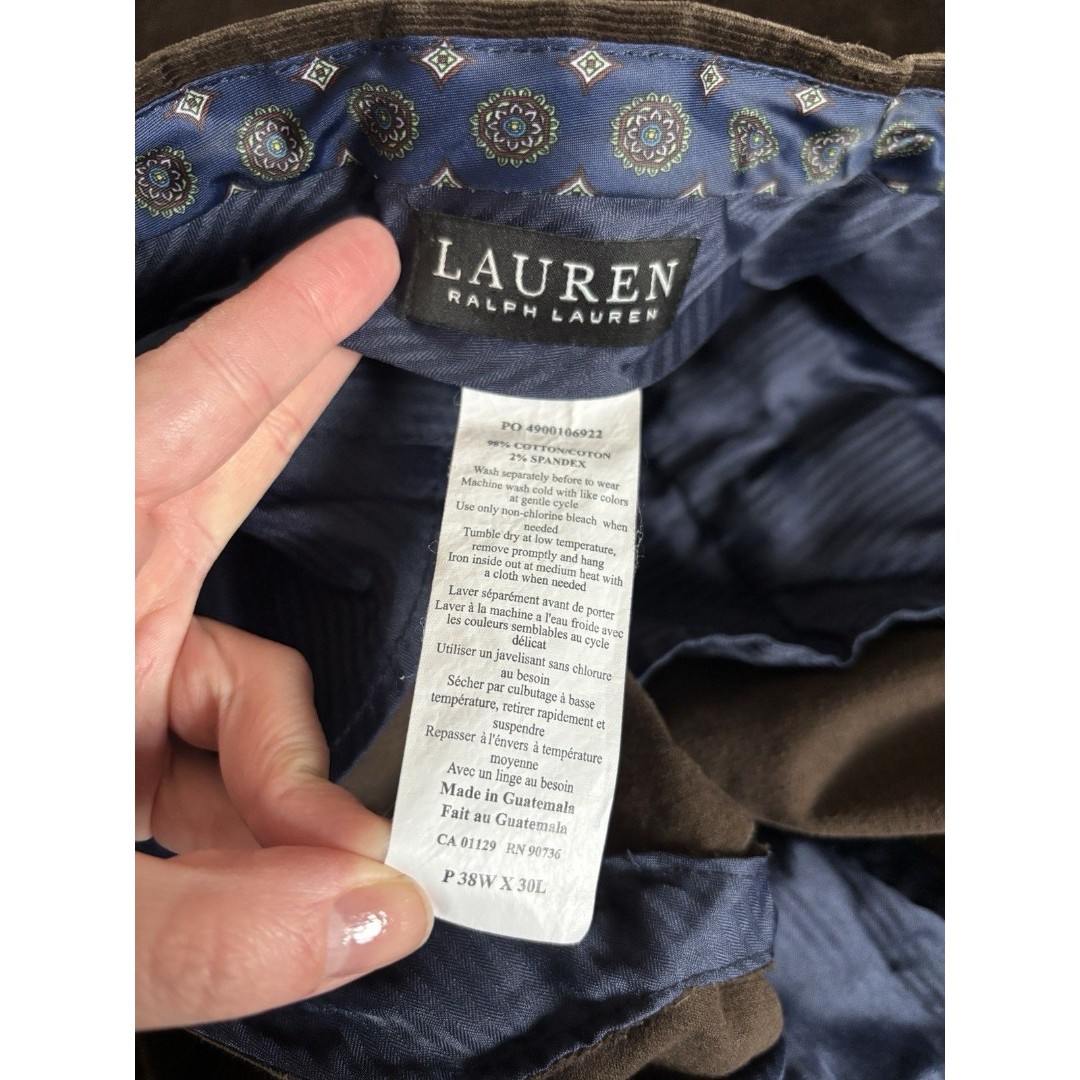 LAUREN
RALPH LAUREN
PO 4900106922
98% COTTON/COTON
2% SPANDEX
Wash separately before to wear
Machine wash cold with like colors
at gentle cycle
Use only non-chlorine bleach when
needed
Tumble dry at low temperature,
remove promptly and hang
Iron inside out at medium heat with
a cloth when needed
Laver séparément avant de porter
Laver à la machine a l'eau froide avec
les couleurs semblables au cycle
délicat
Utiliser un javelisant sans chlorure
au besoin
Sécher par culbutage à basse
température, retirer rapidement et
suspendre
Repasser à l'énvers à température
moyenne
Avec un linge au besoin
Made in Guatemala
Fait au Guatemala
CA 01129 RN 90736
P 38W X 30L